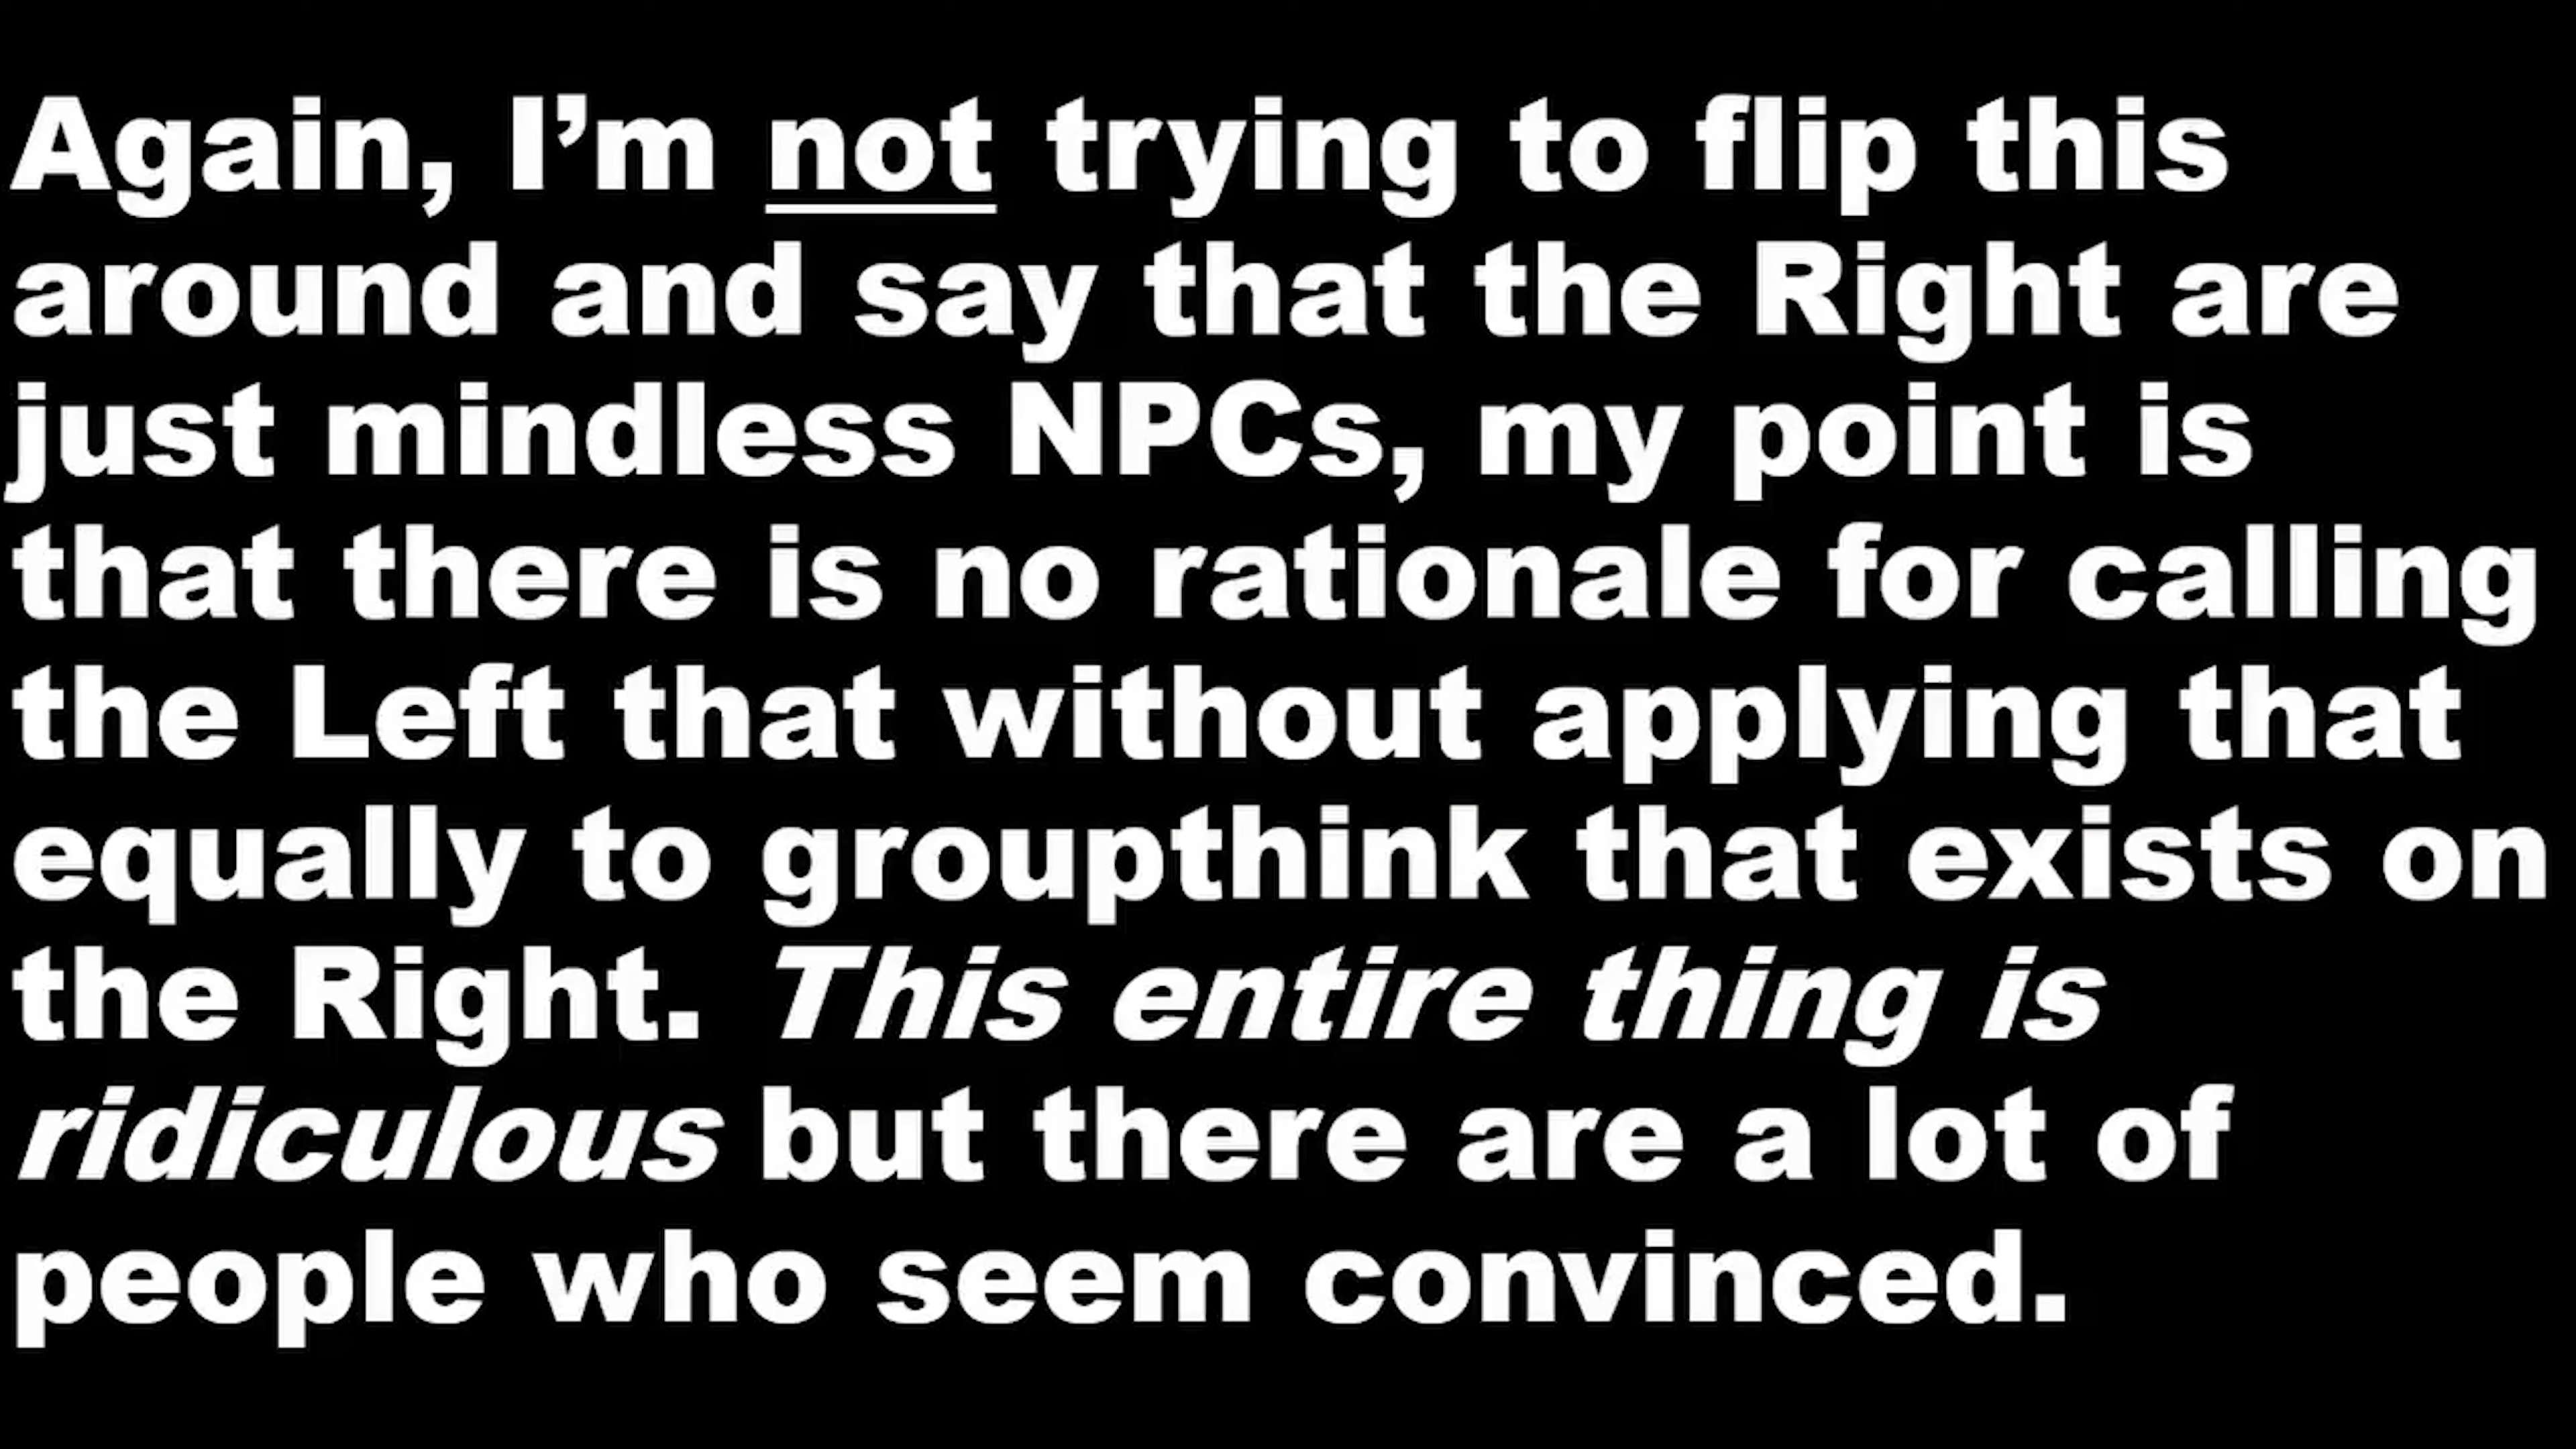 Again, I’m not trying to flip this
around and say that the Right are
just mindless NPCs, my point is
that there is no rationale for calling
the Left that without applying that
equally to groupthink that exists on
the Right. This entire thing is
ridiculous but there are a lot of
people who seem convinced.